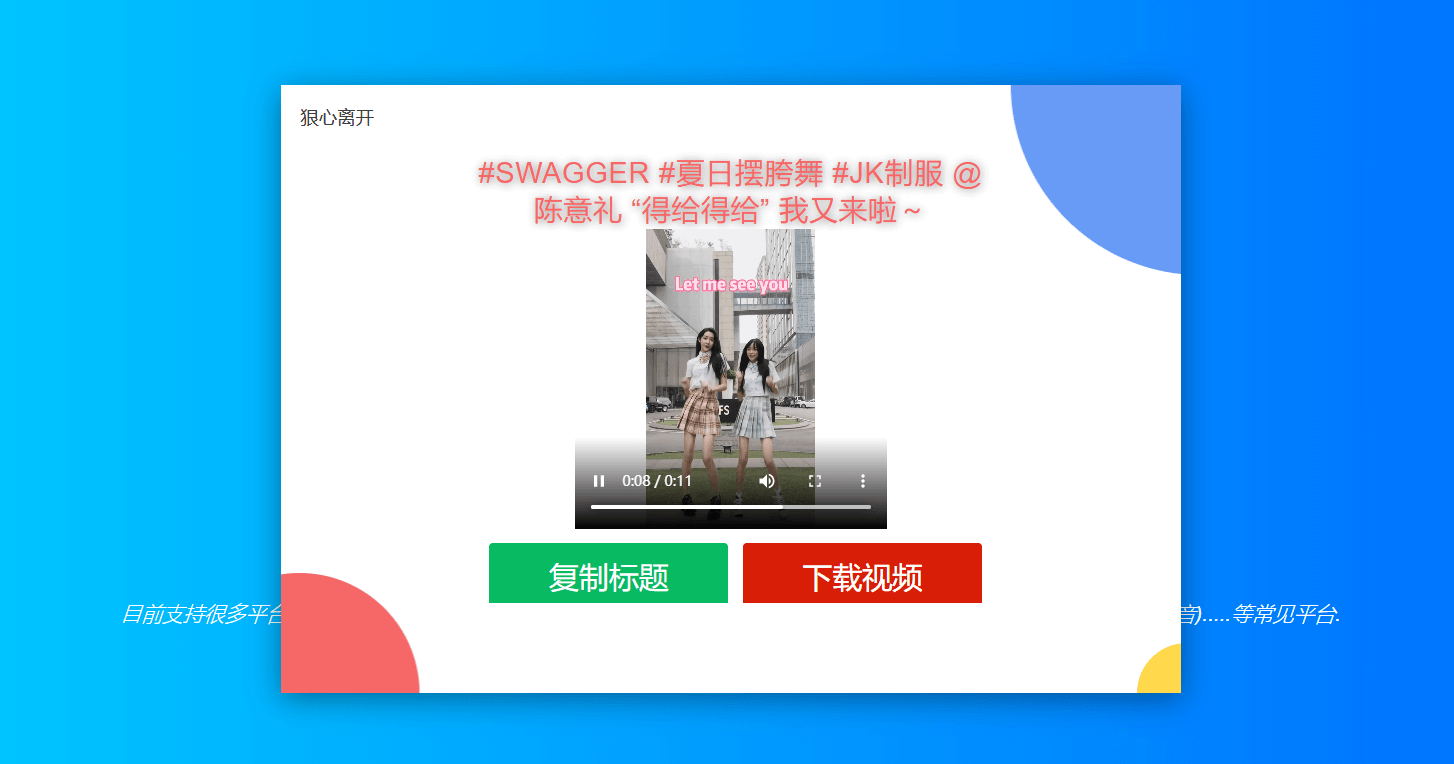 狠心离开
#SWAGGER #夏日摆胯舞 #JK制服 @
陈意礼 “得给得给” 我又来啦～
Let me see you
FS
0:08 / 0:11
复制标题
下载视频
目前支持很多平台
音).....等常见平台.